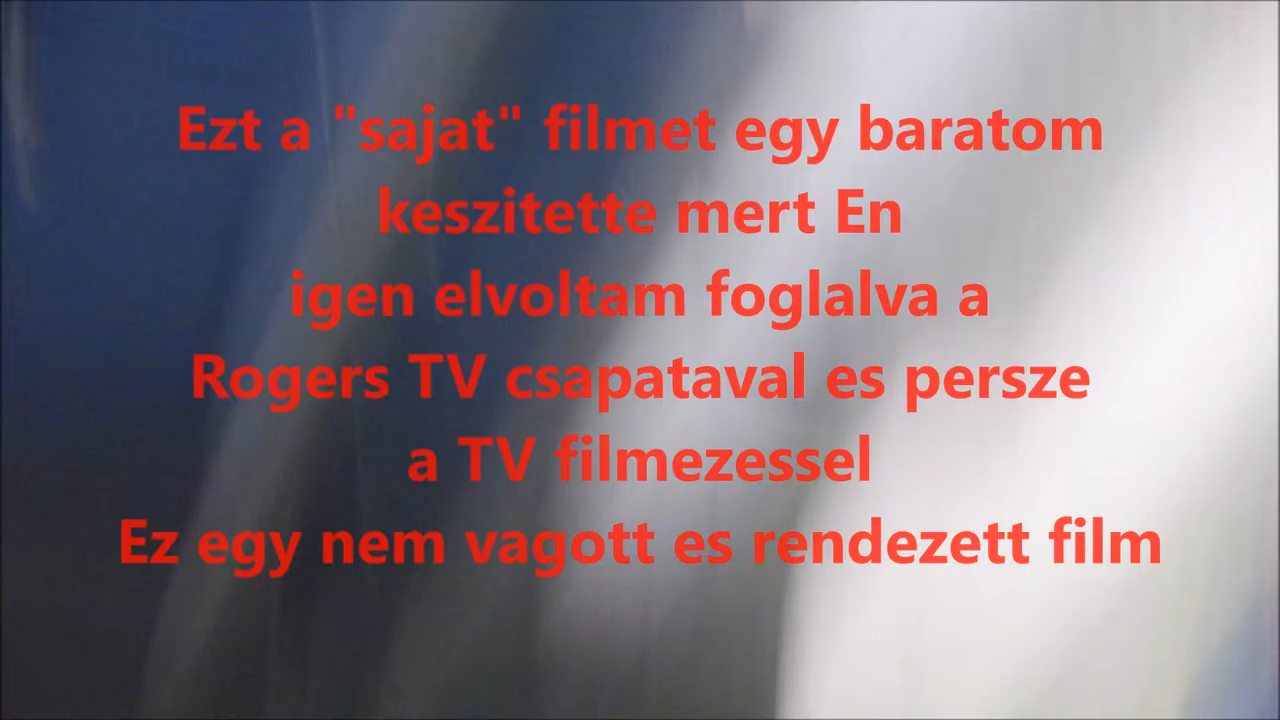 Ezt a "sajat" filmet egy baratom
keszitette mert En
igen elvoltam foglalva a
Rogers TV csapataval es persze
a TV filmezessel
Ez egy nem vagott es rendezett film